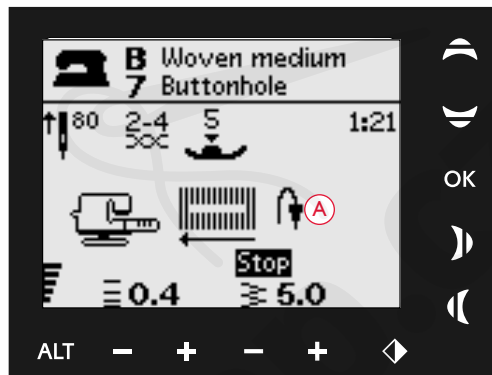 B Woven medium
7 Buttonhole
80 2-4 5 1:21
A
Stop
0.4 5.0
OK
ALT - + - +